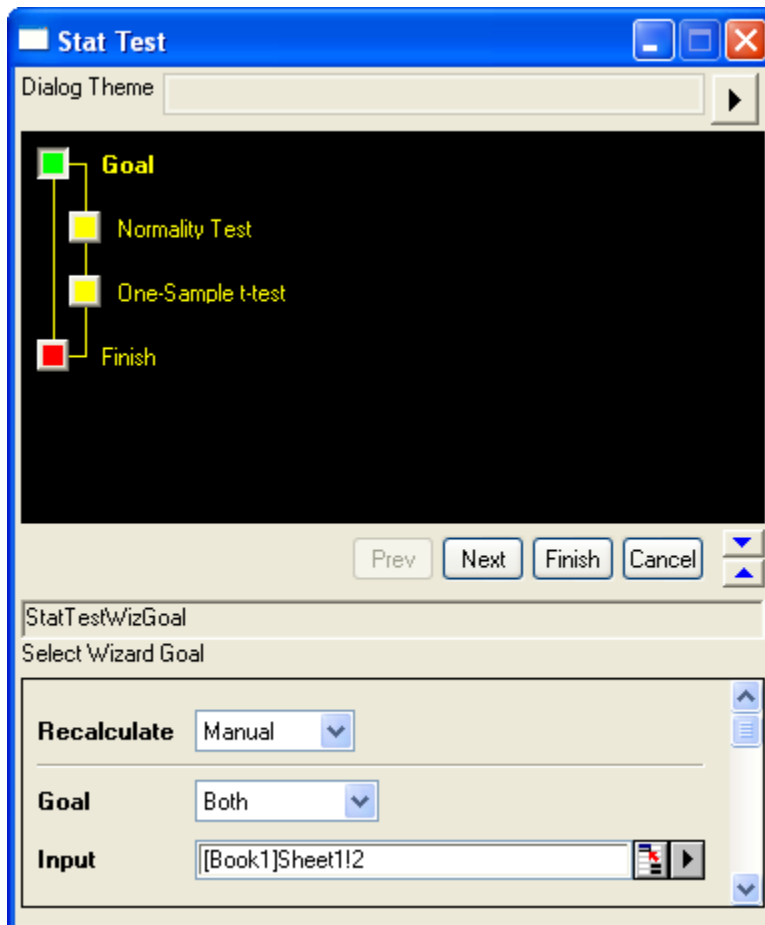 Stat Test
Dialog Theme
Goal
Normality Test
One-Sample t-test
Finish
Prev Next Finish Cancel
StatTestWizGoal
Select Wizard Goal
Recalculate Manual
Goal Both
Input [Book1]Sheet1!2